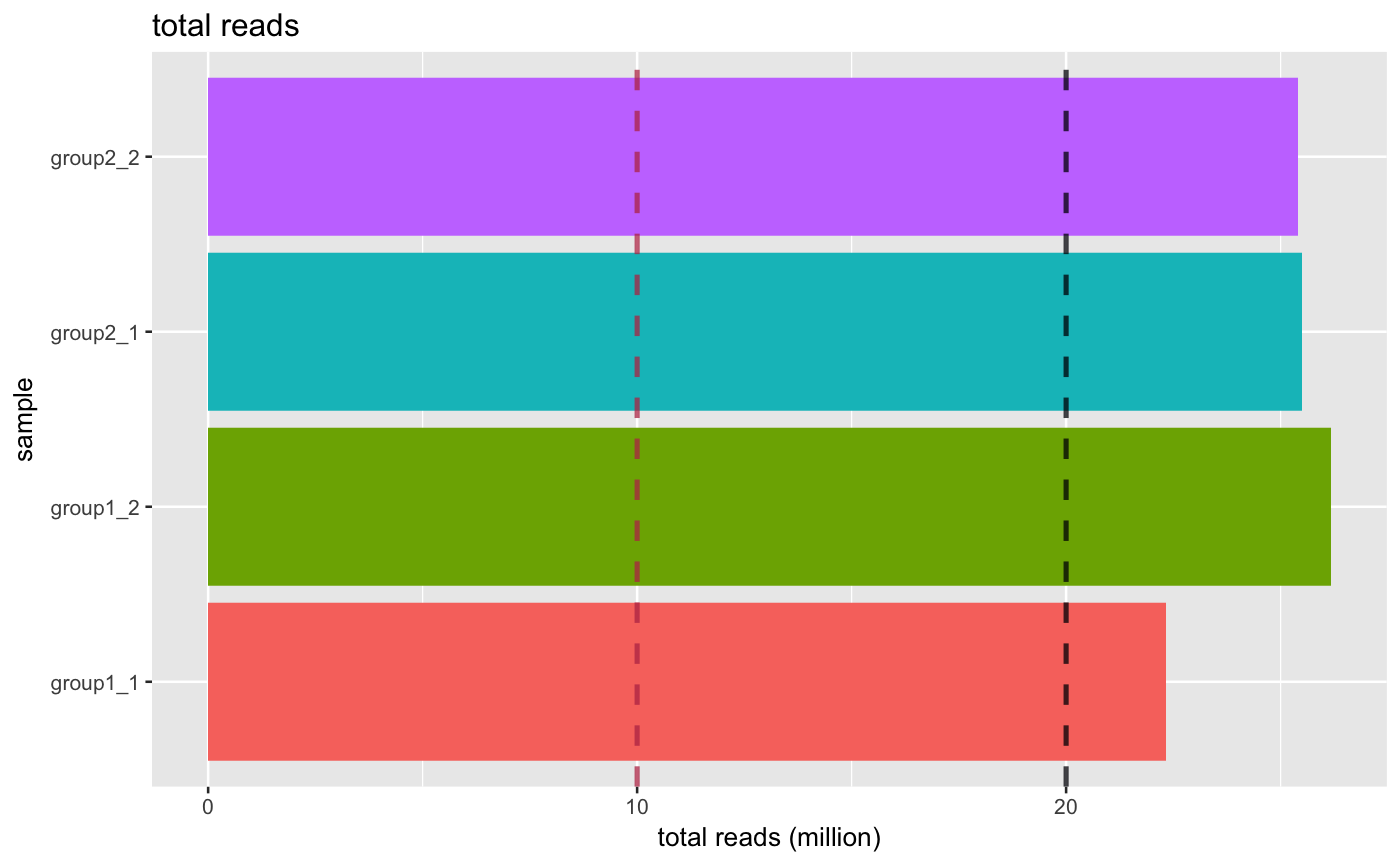 total reads
group2_2
group2_1
group1_2
group1_1
sample
0 10 20
total reads (million)